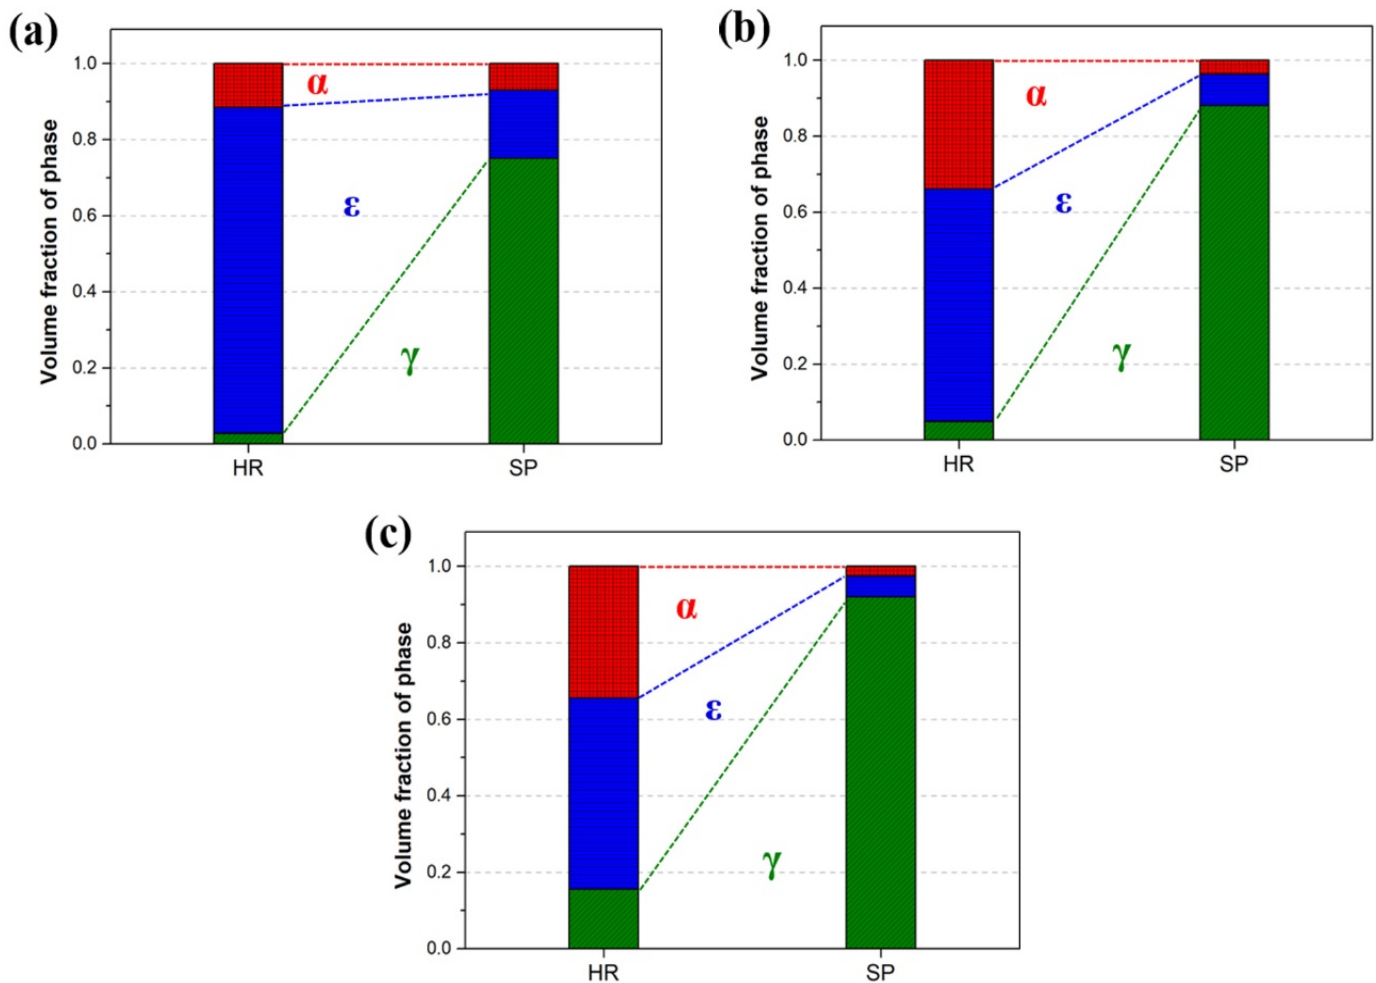 (a)
Volume fraction of phase
1.0
0.8
0.6
0.4
0.2
0.0
α
ε
γ
HR SP
(b)
Volume fraction of phase
1.0
0.8
0.6
0.4
0.2
0.0
α
ε
γ
HR SP
(c)
Volume fraction of phase
1.0
0.8
0.6
0.4
0.2
0.0
α
ε
γ
HR SP